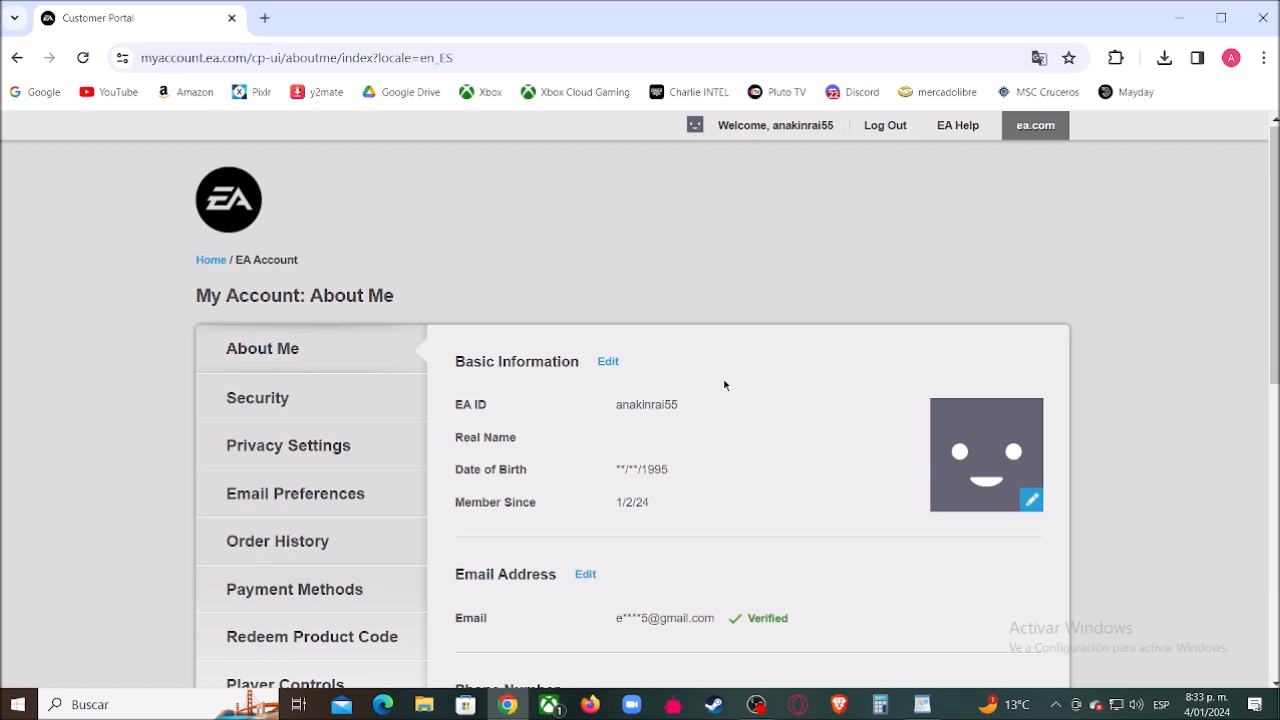 Customer Portal
myaccount.ea.com/cp-ui/aboutme/index?locale=en_ES
A
Google YouTube Amazon Pixlr y2mate Google Drive Xbox Xbox Cloud Gaming Charlie INTEL Pluto TV Discord mercadolibre MSC Cruceros Mayday
Welcome, anakinrai55 Log Out EA Help ea.com
EA
Home / EA Account
My Account: About Me
About Me
Security
Privacy Settings
Email Preferences
Order History
Payment Methods
Redeem Product Code
Player Controls
Basic Information Edit
EA ID anakinrai55
Real Name
Date of Birth **/**/1995
Member Since 1/2/24
Email Address Edit
Email e****5@gmail.com Verified
Phone Number
Activar Windows
Ve a Configuración para activar Windows.
Buscar
1
13°C
ESP
8:33 p. m.
4/01/2024